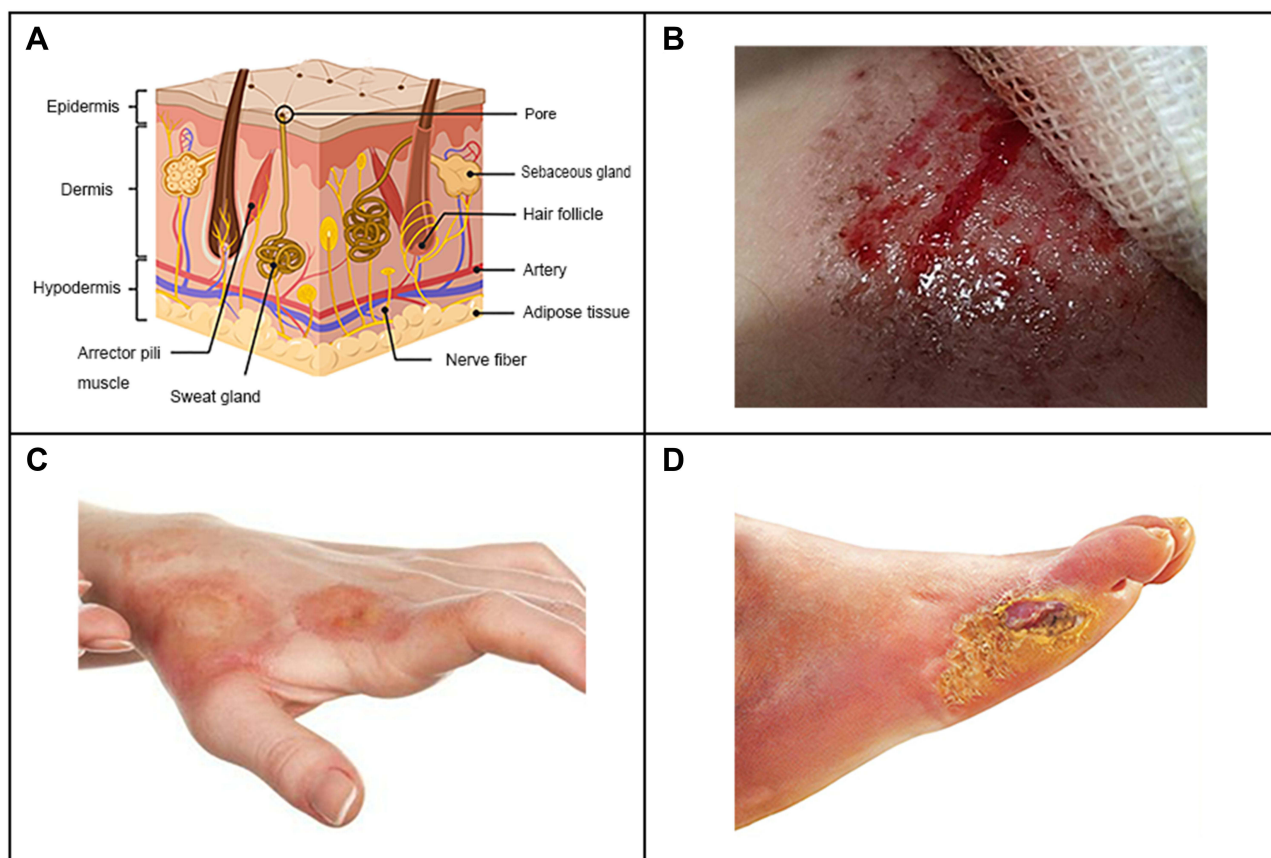 A
Epidermis
Dermis
Hypodermis
Arrector pili
muscle
Sweat gland
Pore
Sebaceous gland
Hair follicle
Artery
Adipose tissue
Nerve fiber
B
C
D